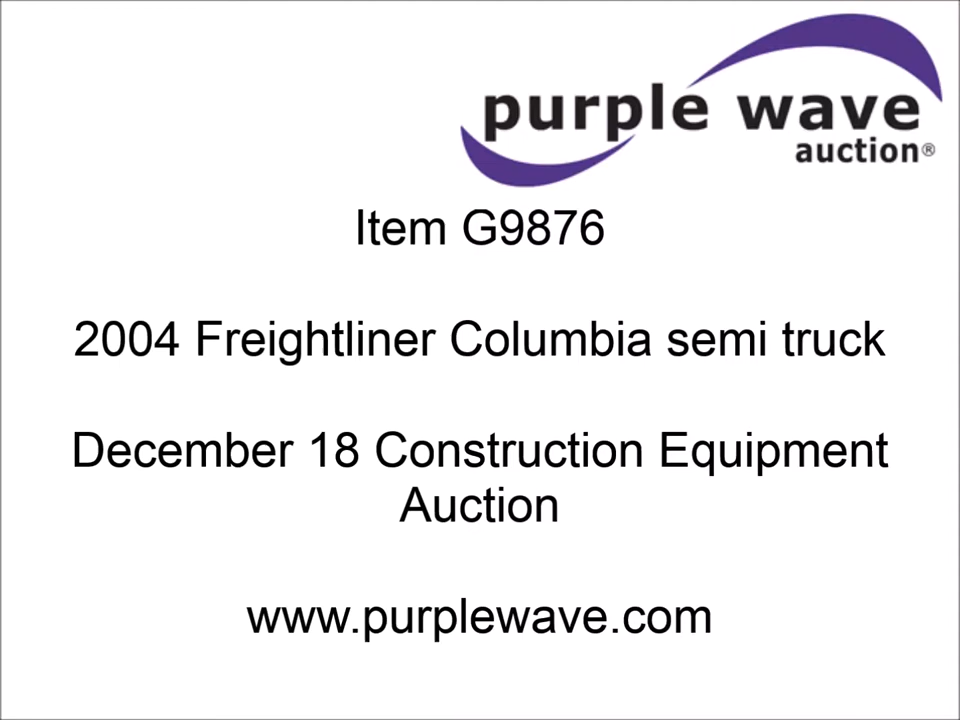 purple wave
auction®
Item G9876
2004 Freightliner Columbia semi truck
December 18 Construction Equipment
Auction
www.purplewave.com